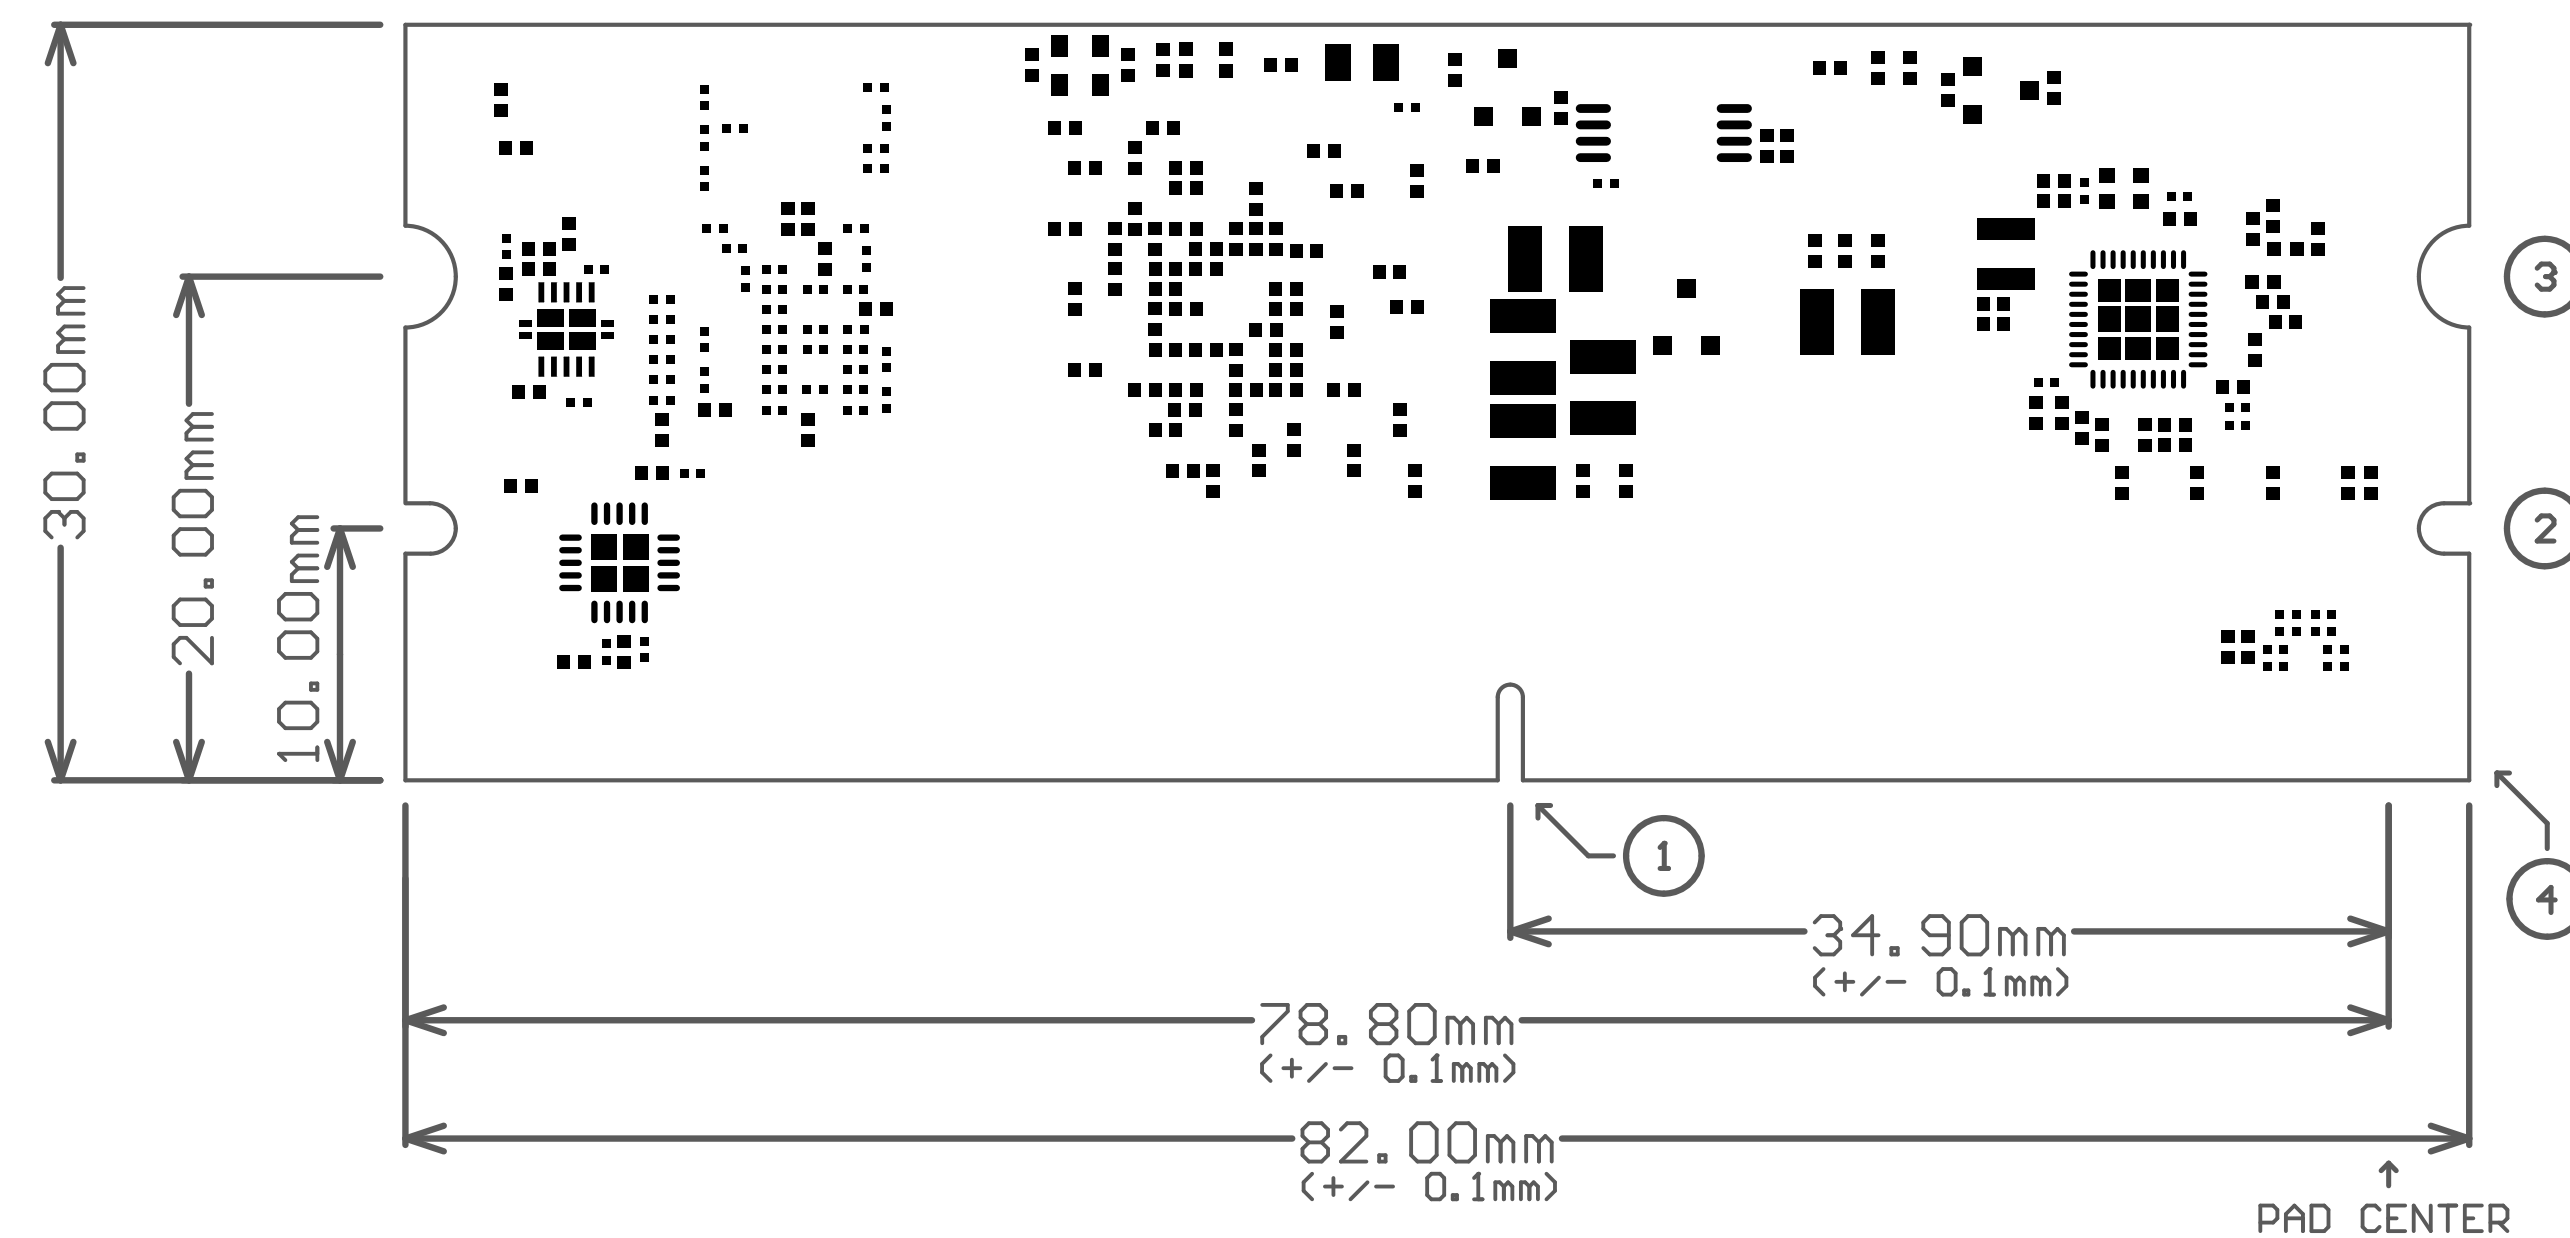 30.00mm
20.00mm
10.00mm
3
2
1
4
34.90mm
(+/- 0.1mm)
78.80mm
(+/- 0.1mm)
82.00mm
(+/- 0.1mm)
PAD CENTER